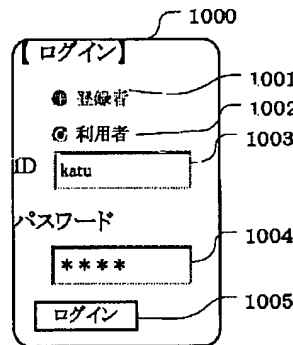 1000
【ログイン】
登録者 1001
利用者 1002
ID katu 1003
パスワード
**** 1004
ログイン 1005